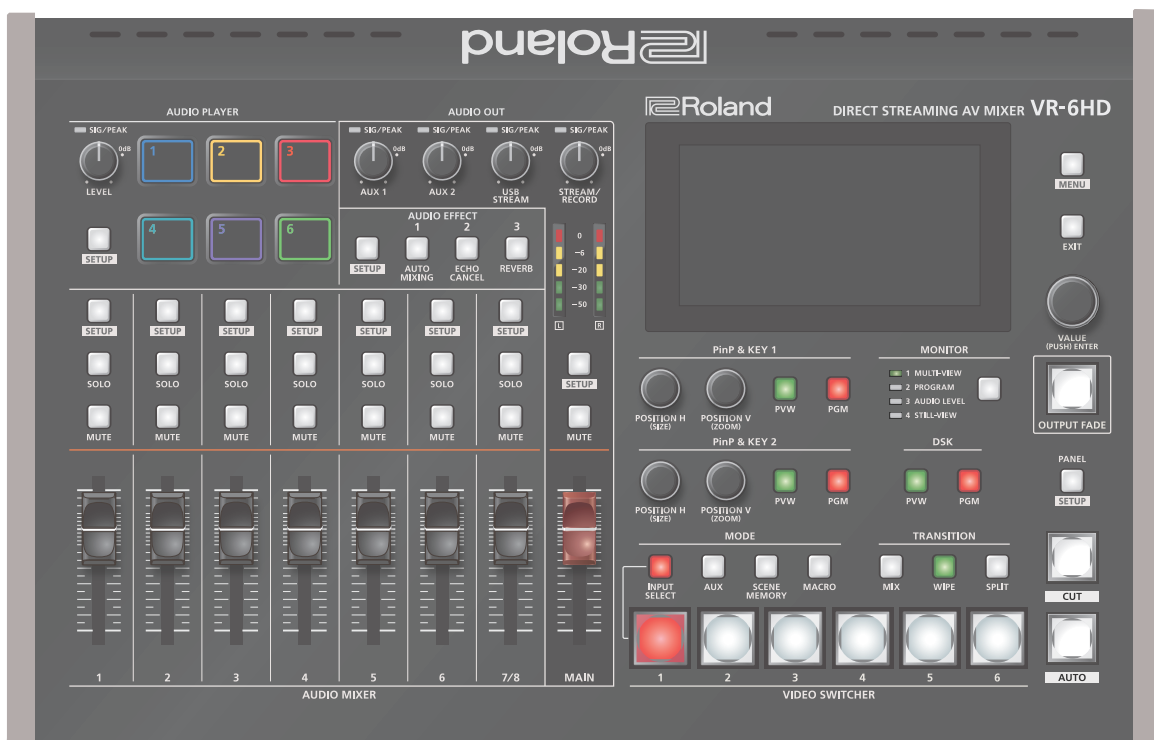 Roland
Roland
DIRECT STREAMING AV MIXER VR-6HD
AUDIO PLAYER
SIG/PEAK
0dB
LEVEL
1
2
3
SETUP
4
5
6
AUDIO OUT
SIG/PEAK SIG/PEAK SIG/PEAK SIG/PEAK
0dB 0dB 0dB 0dB
AUX 1
AUX 2
USB
STREAM
STREAM/
RECORD
AUDIO EFFECT
1 2 3
SETUP
AUTO
MIXING
ECHO
CANCEL
REVERB
0
-6
-20
-30
-50
L R
SETUP SETUP SETUP SETUP SETUP SETUP SETUP
SOLO SOLO SOLO SOLO SOLO SOLO SOLO
SETUP
MUTE MUTE MUTE MUTE MUTE MUTE MUTE MUTE
1 2 3 4 5 6 7/8 MAIN
AUDIO MIXER
MENU
EXIT
VALUE
(PUSH) ENTER
OUTPUT FADE
PinP & KEY 1
POSITION H
(SIZE)
POSITION V
(ZOOM)
PVW
PGM
MONITOR
1 MULTI-VIEW
2 PROGRAM
3 AUDIO LEVEL
4 STILL-VIEW
PinP & KEY 2
POSITION H
(SIZE)
POSITION V
(ZOOM)
PVW
PGM
DSK
PVW
PGM
PANEL
SETUP
MODE
INPUT
SELECT
AUX
SCENE
MEMORY
MACRO
TRANSITION
MIX
WIPE
SPLIT
CUT
1 2 3 4 5 6
VIDEO SWITCHER
AUTO